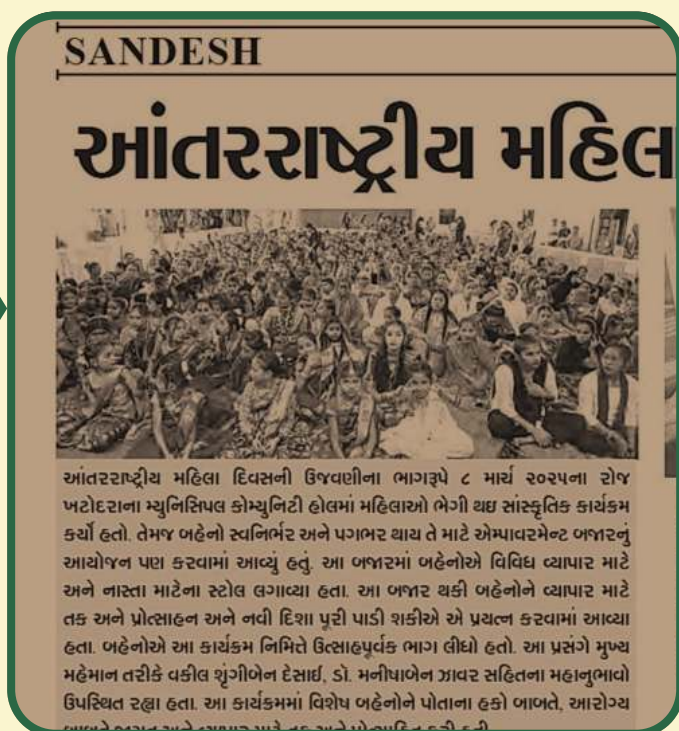 SANDESH
આંતરરાષ્ટ્રીય મહિલ
આંતરરાષ્ટ્રીય મહિલા દિવસની ઉજવણીના ભાગરૂપે ૮ માર્ચ ૨૦૨૫ના રોજ
ખટોદરાના મ્યુનિસિપલ કોમ્યુનિટી હોલમાં મહિલાઓ ભેગી થઇ સાંસ્કૃતિક કાર્યક્રમ
કર્યો હતો. તેમજ બહેનો સ્વનિર્ભર અને પગભર થાય તે માટે એમ્પાવરમેન્ટ બજારનું
આયોજન પણ કરવામાં આવ્યું હતું. આ બજારમાં બહેનોએ વિવિધ વ્યાપાર માટે
અને નાસ્તા માટેના સ્ટોલ લગાવ્યા હતા. આ બજાર થકી બહેનોને વ્યાપાર માટે
તક અને પ્રોત્સાહન અને નવી દિશા પૂરી પાડી શકીએ એ પ્રયત્ન કરવામાં આવ્યા
હતા. બહેનોએ આ કાર્યક્રમ નિમિત્તે ઉત્સાહપૂર્વક ભાગ લીધો હતો. આ પ્રસંગે મુખ્ય
મહેમાન તરીકે વકીલ શૃંગીબેન દેસાઈ, ડૉ. મનીષાબેન ઝાવર સહિતના મહાનુભાવો
ઉપસ્થિત રહ્યા હતા. આ કાર્યક્રમમાં વિશેષ બહેનોને પોતાના હકો બાબતે, આરોગ્ય